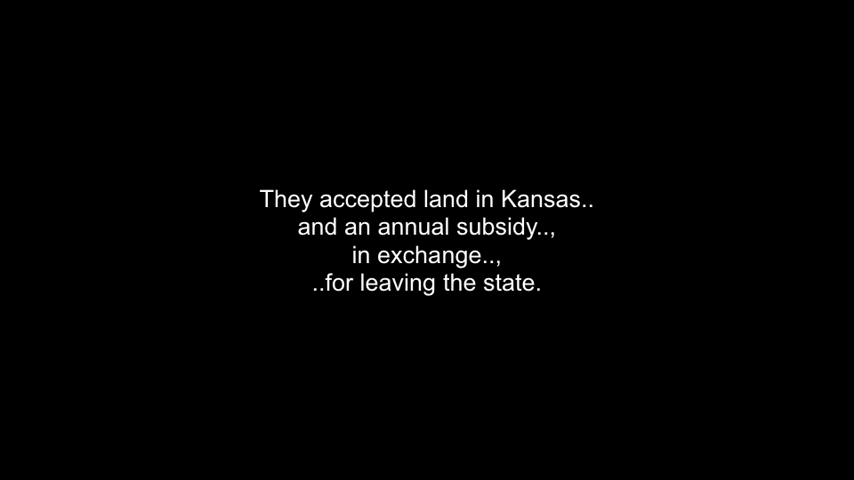 They accepted land in Kansas..
and an annual subsidy..,
in exchange..,
..for leaving the state.